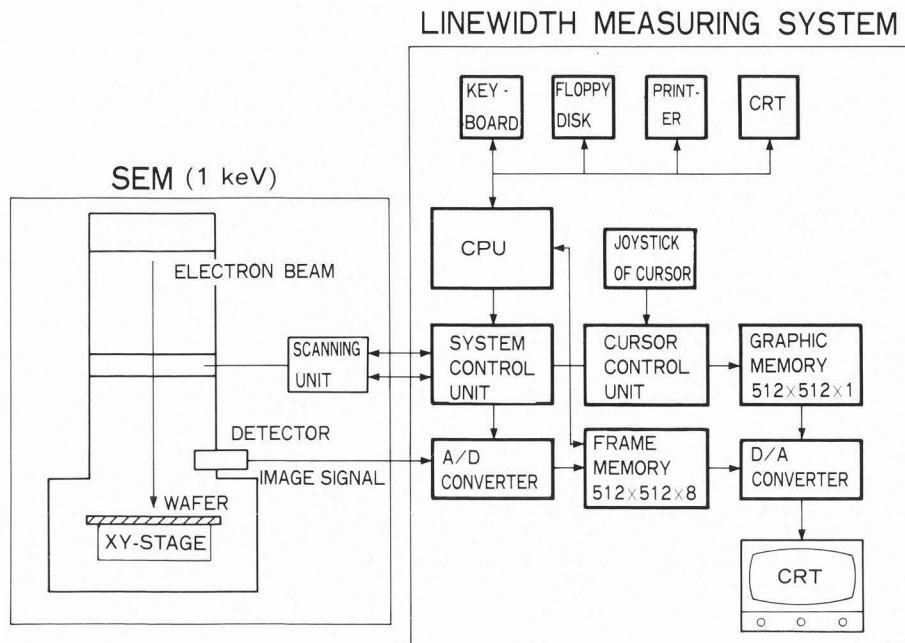 LINEWIDTH MEASURING SYSTEM
KEY-
BOARD
FLOPPY
DISK
PRINT-
ER
CRT
SEM (1 keV)
CPU
JOYSTICK
OF CURSOR
ELECTRON BEAM
SCANNING
UNIT
SYSTEM
CONTROL
UNIT
CURSOR
CONTROL
UNIT
GRAPHIC
MEMORY
512×512×1
DETECTOR
IMAGE SIGNAL
A/D
CONVERTER
FRAME
MEMORY
512×512×8
D/A
CONVERTER
WAFER
XY-STAGE
CRT